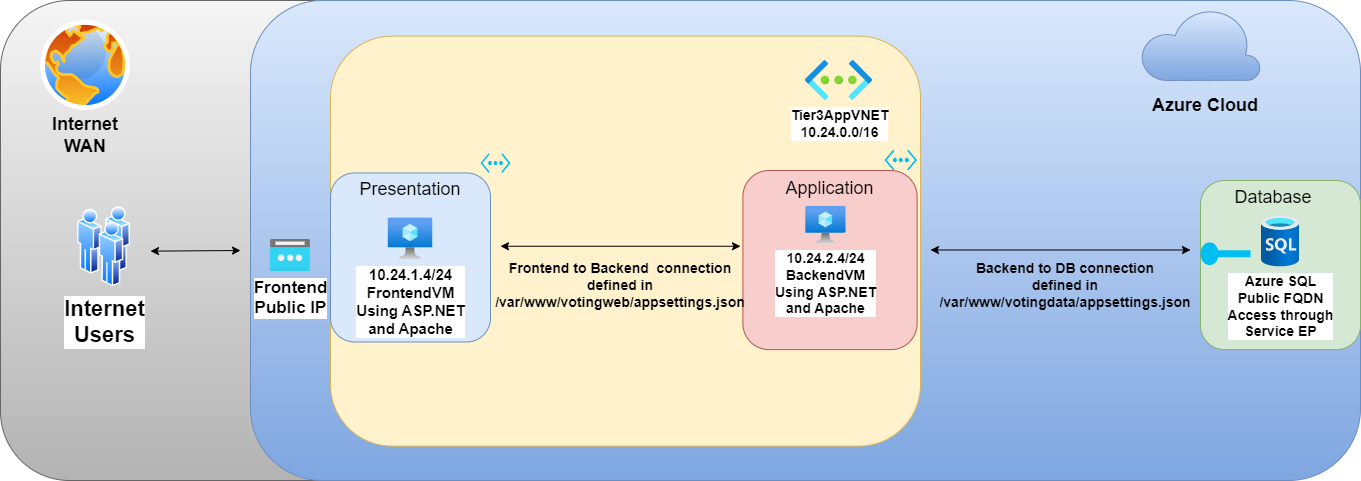 Internet
WAN
Internet
Users
Frontend
Public IP
Presentation
10.24.1.4/24
FrontendVM
Using ASP.NET
and Apache
Frontend to Backend connection
defined in
/var/www/votingweb/appsettings.json
Tier3AppVNET
10.24.0.0/16
Application
10.24.2.4/24
BackendVM
Using ASP.NET
and Apache
Backend to DB connection
defined in
/var/www/votingdata/appsettings.json
Azure Cloud
Database
SQL
Azure SQL
Public FQDN
Access through
Service EP